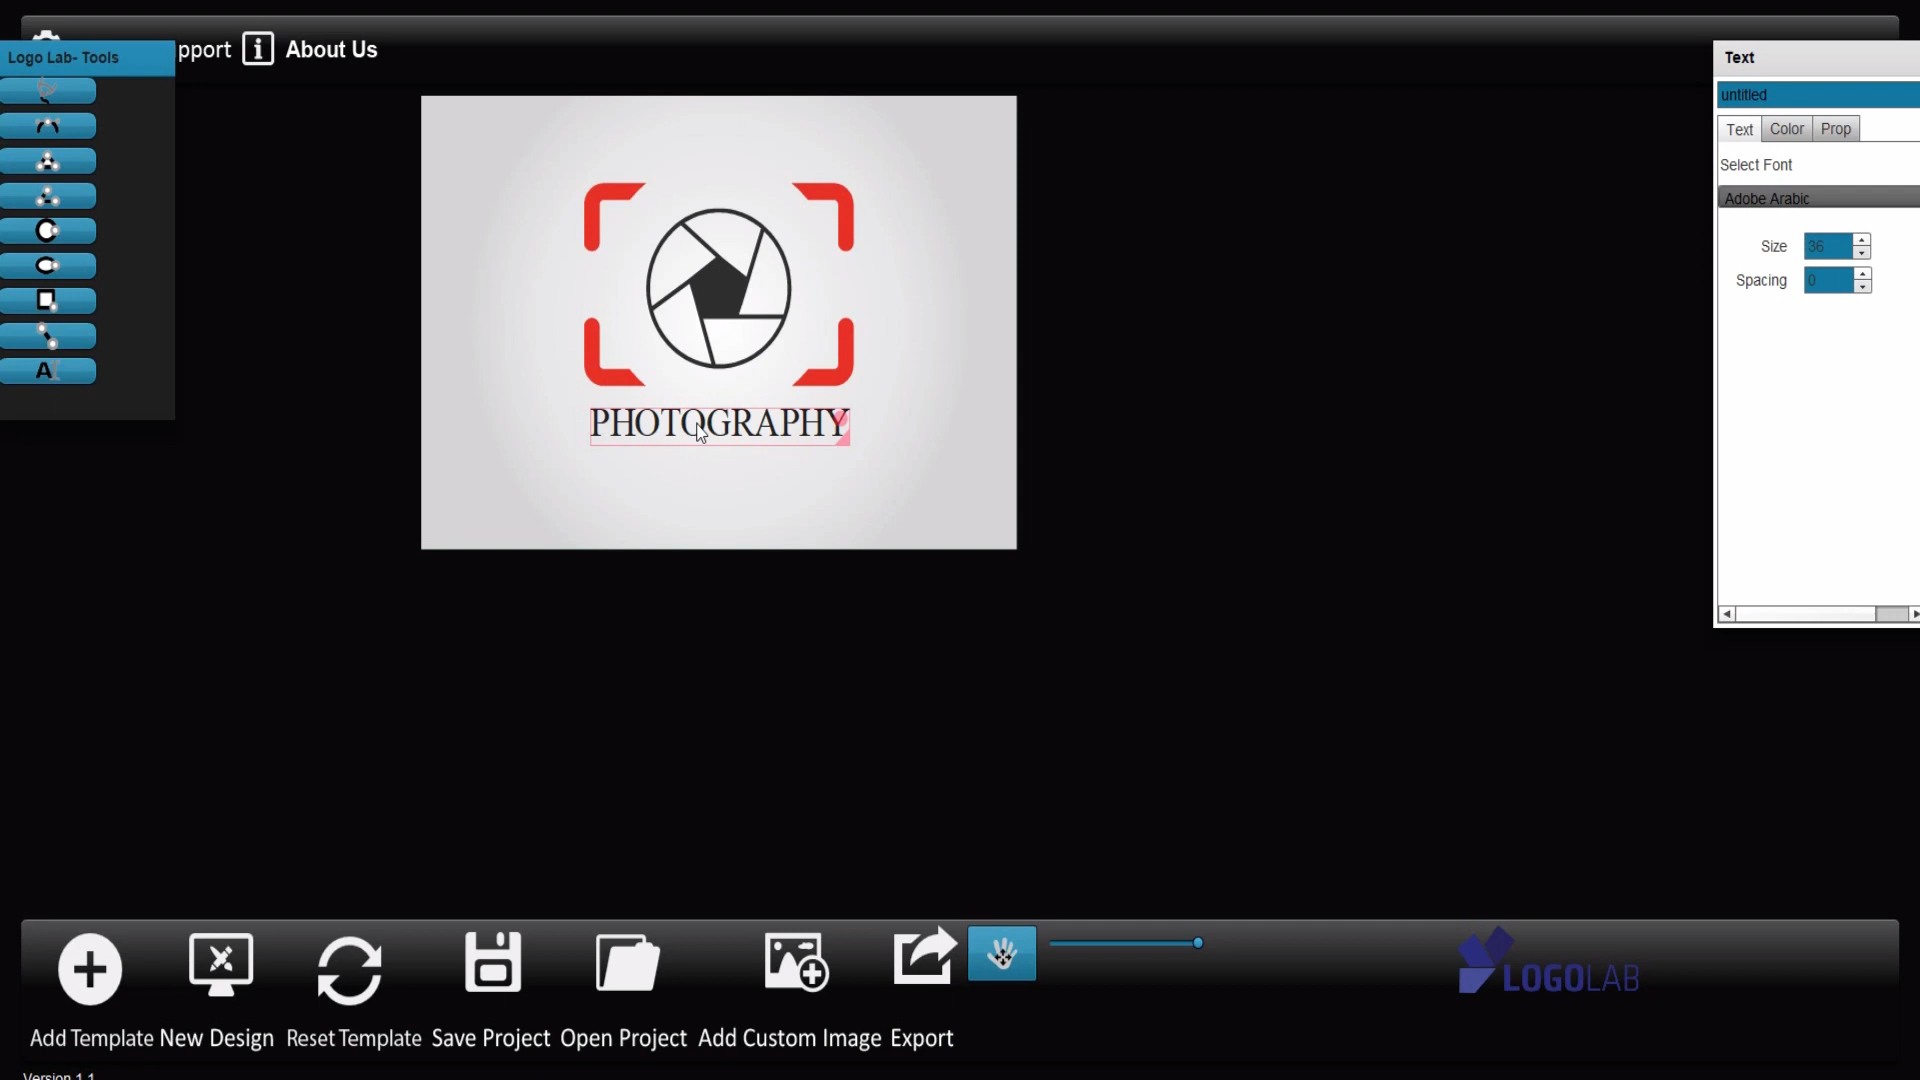 pport About Us
Logo Lab- Tools
Text
untitled
Text Color Prop
Select Font
Adobe Arabic
Size 36
Spacing 0
PHOTOGRAPHY
A
LOGOLAB
Add Template New Design Reset Template Save Project Open Project Add Custom Image Export
Version 1.1